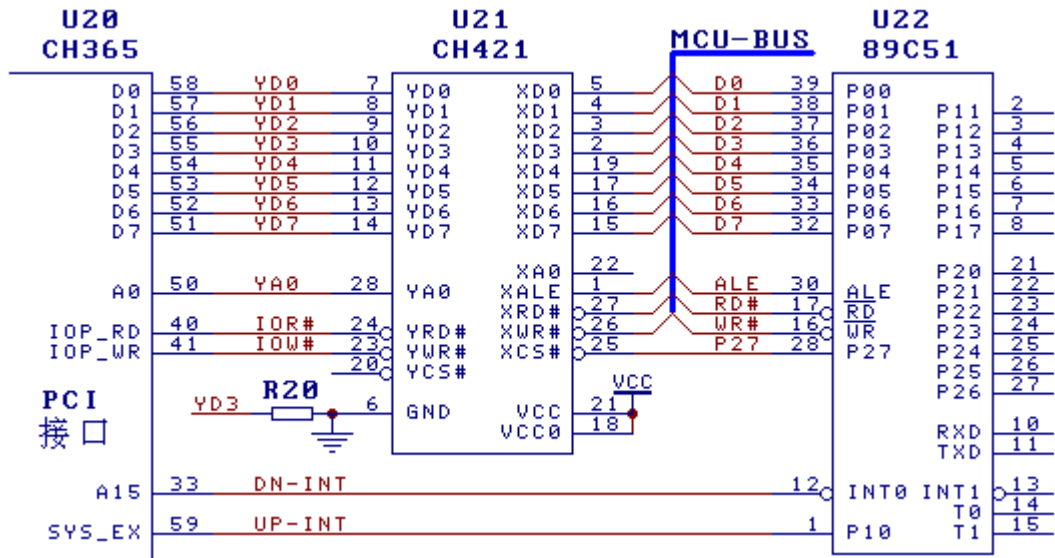 U20 U21 U22
CH365 CH421 MCU-BUS 89C51
D0 58 YD0 7 YD0 XD0 5 D0 39 P00
D1 57 YD1 8 YD1 XD1 4 D1 38 P01 P11 2
D2 56 YD2 9 YD2 XD2 3 D2 37 P02 P12 3
D3 55 YD3 10 YD3 XD3 2 D3 36 P03 P13 4
D4 54 YD4 11 YD4 XD4 19 D4 35 P04 P14 5
D5 53 YD5 12 YD5 XD5 17 D5 34 P05 P15 6
D6 52 YD6 13 YD6 XD6 16 D6 33 P06 P16 7
D7 51 YD7 14 YD7 XD7 15 D7 32 P07 P17 8
XA0 22 P20 21
A0 50 YA0 28 YA0 XALE 1 ALE 30 ALE P21 22
XRD# 27 RD# 17 RD P22 23
IOP_RD 40 IOR# 24 YRD# XWR# 26 WR# 16 WR P23 24
IOP_WR 41 IOW# 23 YWR# XCS# 25 P27 28 P27 P24 25
20 YCS# P25 26
PCI R20 VCC P26 27
YD3 6 GND VCC 21
接口 VCC0 18 RXD 10
TXD 11
A15 33 DN-INT 12 INT0 INT1 13
T0 14
SYS_EX 59 UP-INT 1 P10 T1 15